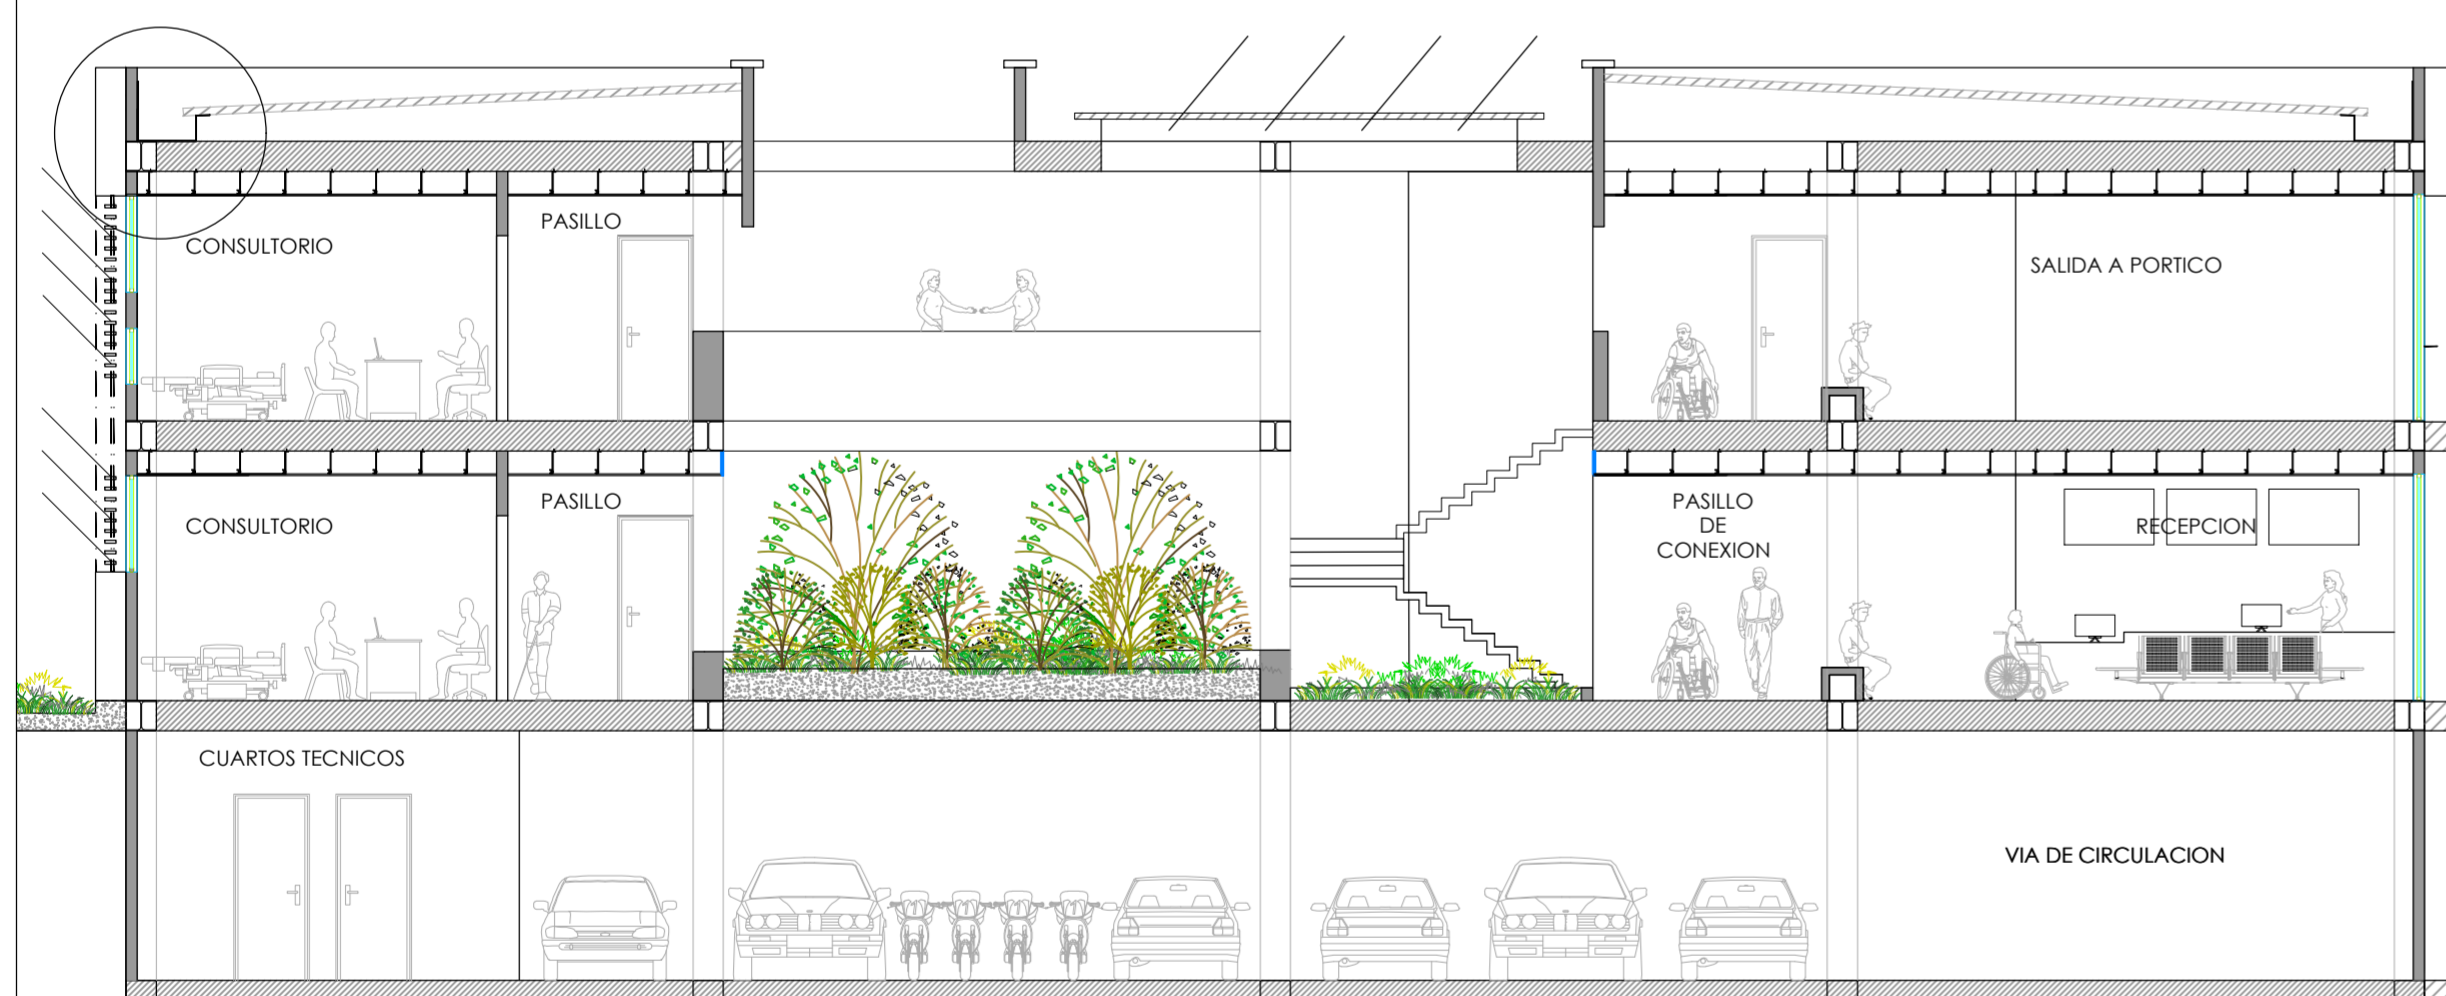 PASILLO
CONSULTORIO
SALIDA A PORTICO
PASILLO
CONSULTORIO
PASILLO
DE
CONEXION
RECEPCION
CUARTOS TECNICOS
VIA DE CIRCULACION